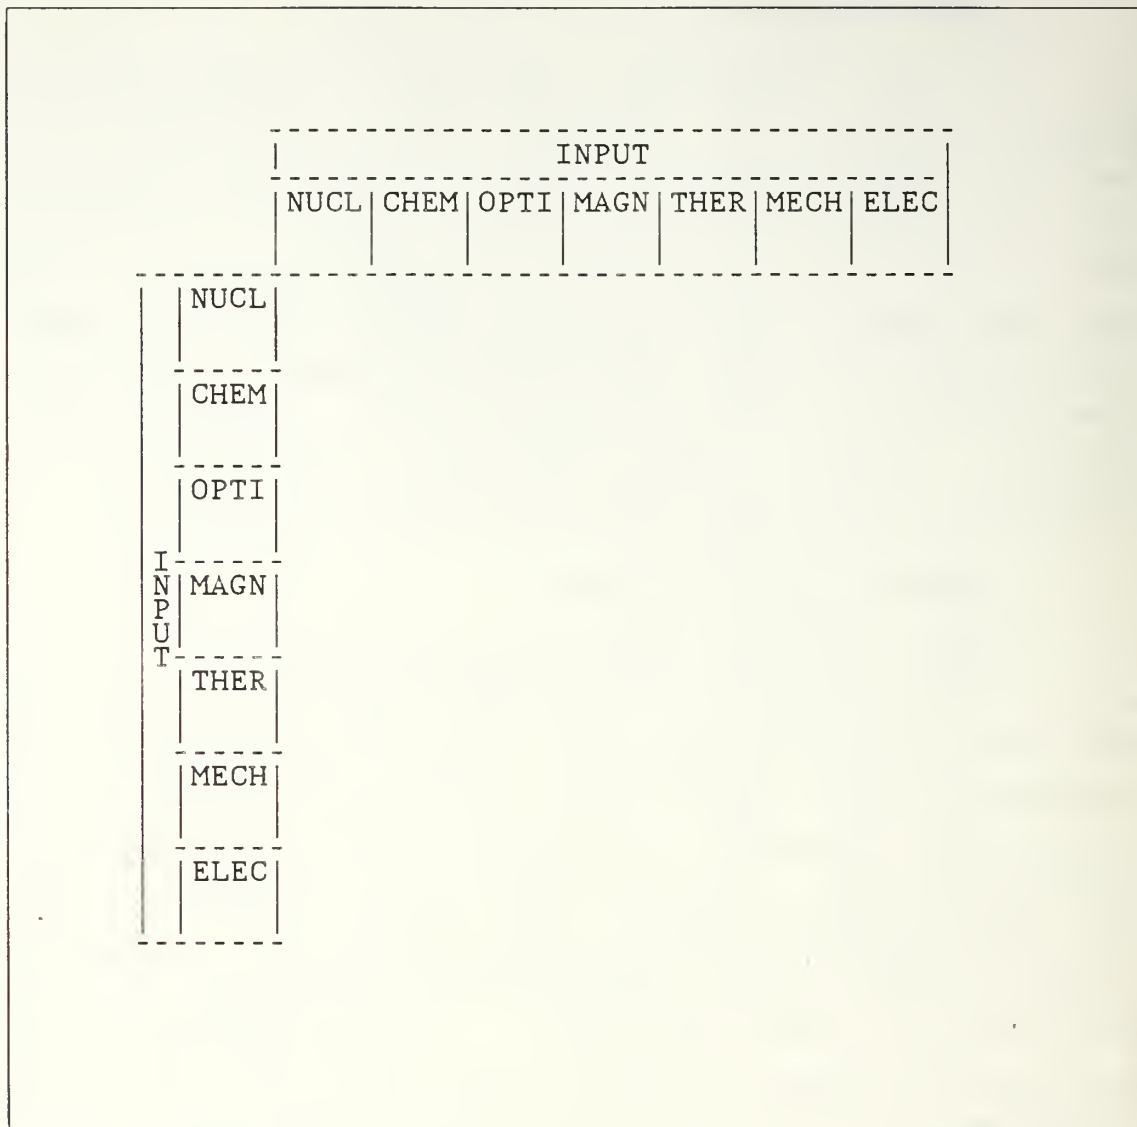 INPUT
NUCL CHEM OPTI MAGN THER MECH ELEC
INPUT
NUCL
CHEM
OPTI
MAGN
THER
MECH
ELEC